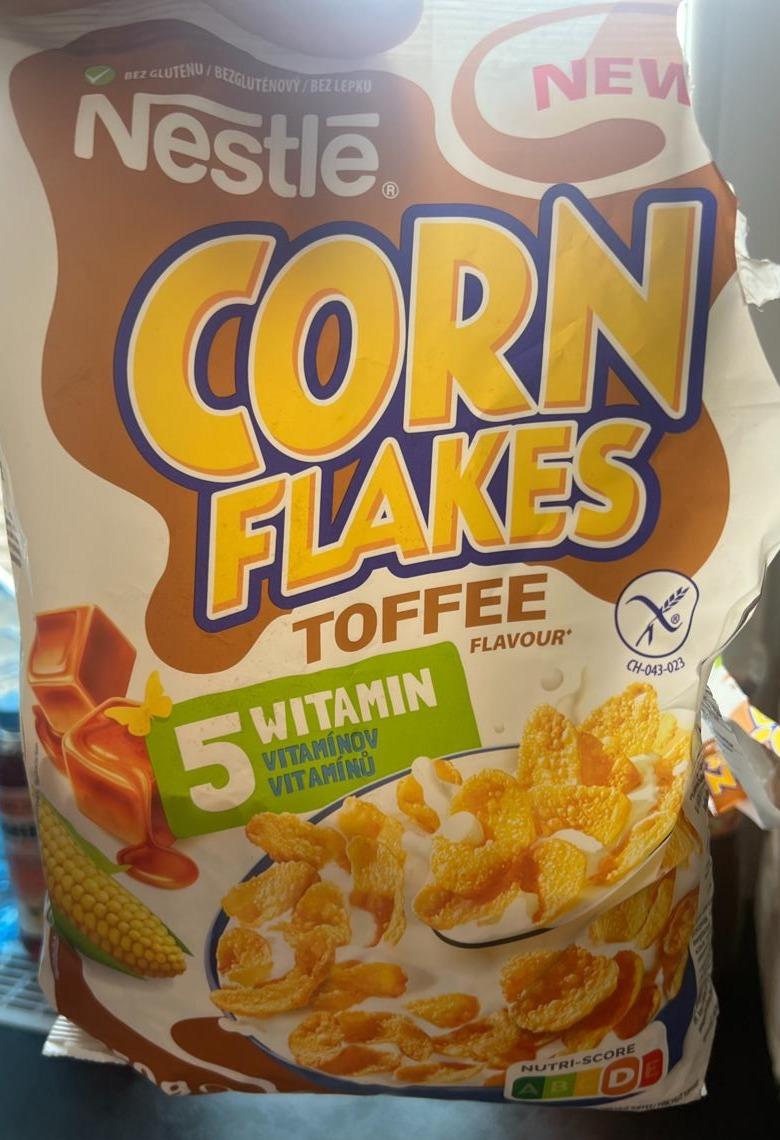 BEZ GLUTENU / BEZGLUTÉNOVÝ / BEZ LEPKU
Nestlé®
NEW
CORN
FLAKES
TOFFEE
FLAVOUR*
CH-043-023
5 WITAMIN
VITAMÍNOV
VITAMÍNŮ
NUTRI-SCORE
A B C D E